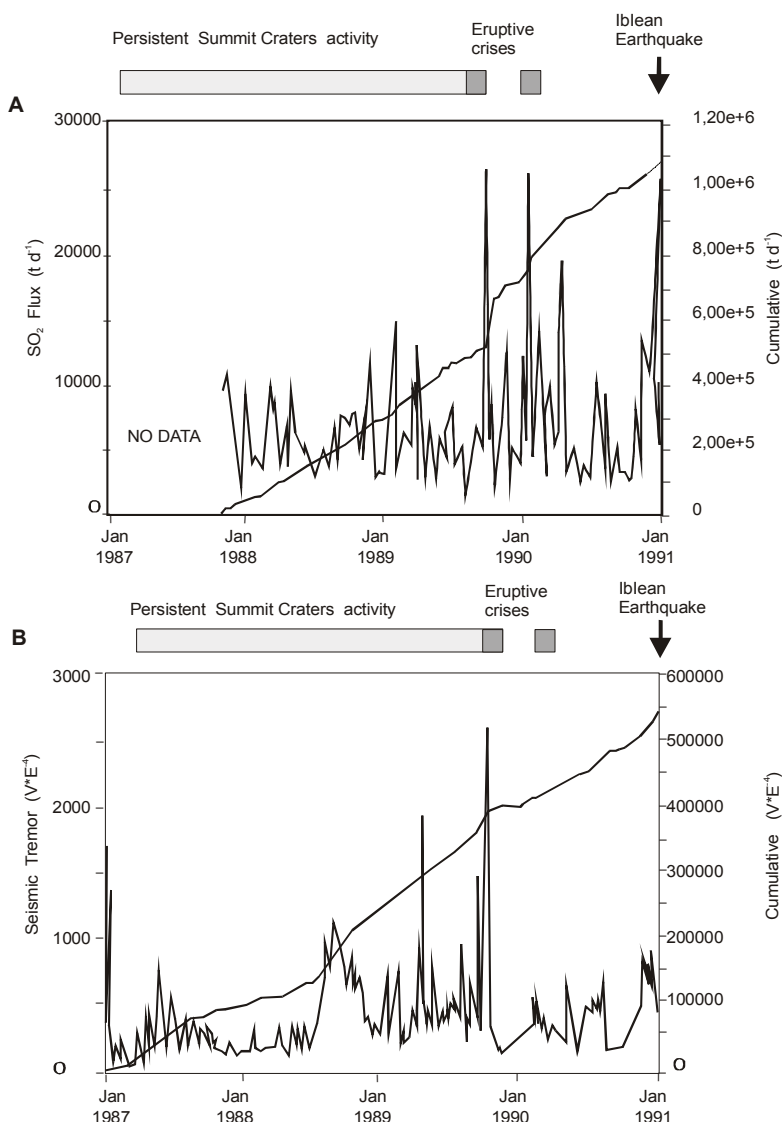 Persistent Summit Craters activity
Eruptive
crises
Iblean
Earthquake
A
30000
20000
10000
O
SO₂ Flux (t d⁻¹)
NO DATA
1,20e+6
1,00e+6
8,00e+5
6,00e+5
4,00e+5
2,00e+5
0
Cumulative (t d⁻¹)
Jan
1987
Jan
1988
Jan
1989
Jan
1990
Jan
1991
Persistent Summit Craters activity
Eruptive
crises
Iblean
Earthquake
B
3000
2000
1000
O
Seismic Tremor (V*E⁻⁴)
600000
500000
400000
300000
200000
100000
O
Cumulative (V*E⁻⁴)
Jan
1987
Jan
1988
Jan
1989
Jan
1990
Jan
1991